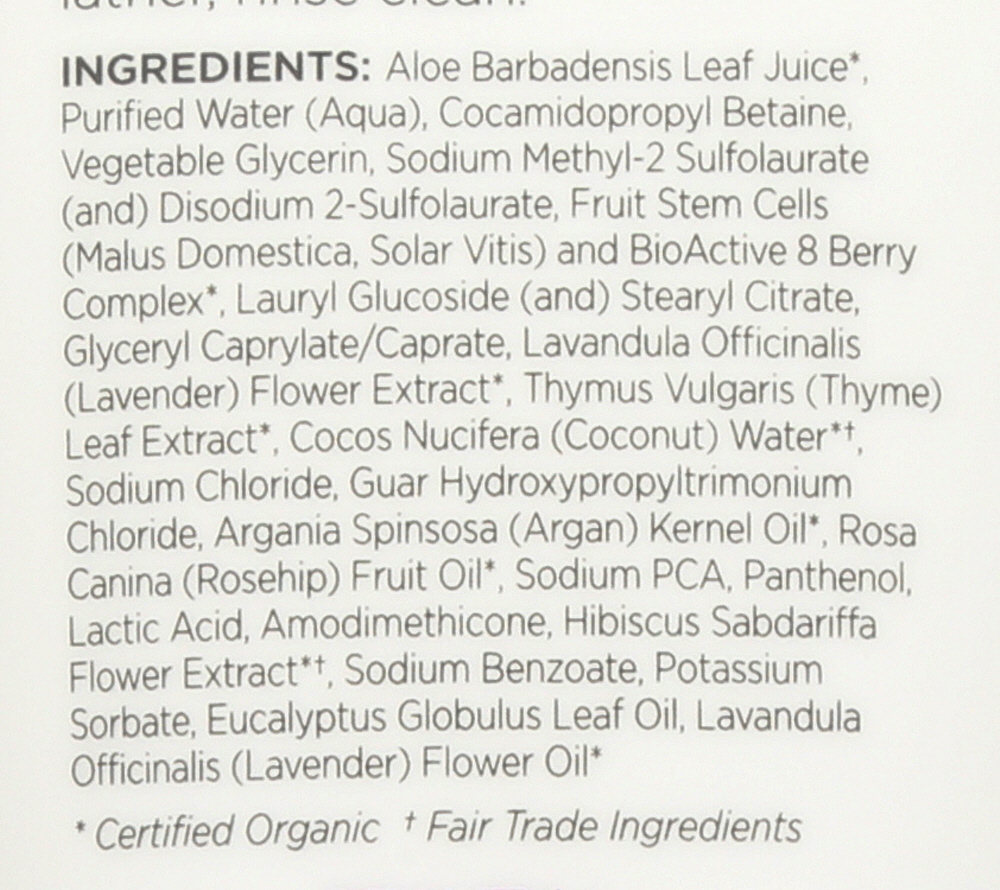 lather, rinse clean.
INGREDIENTS: Aloe Barbadensis Leaf Juice*,
Purified Water (Aqua), Cocamidopropyl Betaine,
Vegetable Glycerin, Sodium Methyl-2 Sulfolaurate
(and) Disodium 2-Sulfolaurate, Fruit Stem Cells
(Malus Domestica, Solar Vitis) and BioActive 8 Berry
Complex*, Lauryl Glucoside (and) Stearyl Citrate,
Glyceryl Caprylate/Caprate, Lavandula Officinalis
(Lavender) Flower Extract*, Thymus Vulgaris (Thyme)
Leaf Extract*, Cocos Nucifera (Coconut) Water*†,
Sodium Chloride, Guar Hydroxypropyltrimonium
Chloride, Argania Spinsosa (Argan) Kernel Oil*, Rosa
Canina (Rosehip) Fruit Oil*, Sodium PCA, Panthenol,
Lactic Acid, Amodimethicone, Hibiscus Sabdariffa
Flower Extract*†, Sodium Benzoate, Potassium
Sorbate, Eucalyptus Globulus Leaf Oil, Lavandula
Officinalis (Lavender) Flower Oil*
* Certified Organic † Fair Trade Ingredients